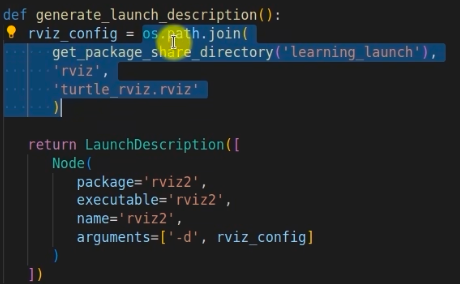 def generate_launch_description():
rviz_config = os.path.join(
get_package_share_directory('learning_launch'),
'rviz',
'turtle_rviz.rviz'
)
return LaunchDescription([
Node(
package='rviz2',
executable='rviz2',
name='rviz2',
arguments=['-d', rviz_config]
)
])